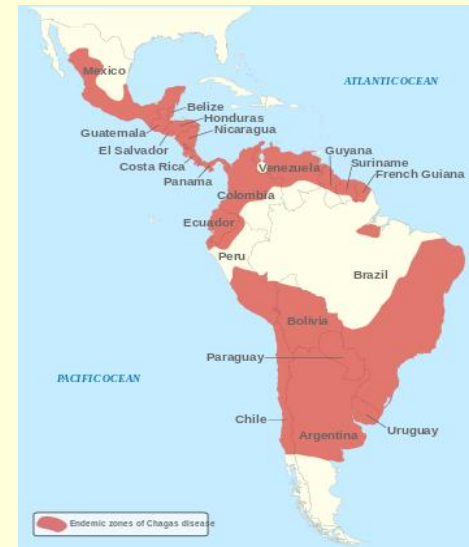 Mexico
ATLANTIC OCEAN
Belize
Honduras
Guatemala
Nicaragua
El Salvador
Costa Rica
Panama
Guyana
Venezuela
Suriname
French Guiana
Colombia
Ecuador
Peru
Brazil
Bolivia
Paraguay
PACIFIC OCEAN
Chile
Uruguay
Argentina
Endemic zones of Chagas disease